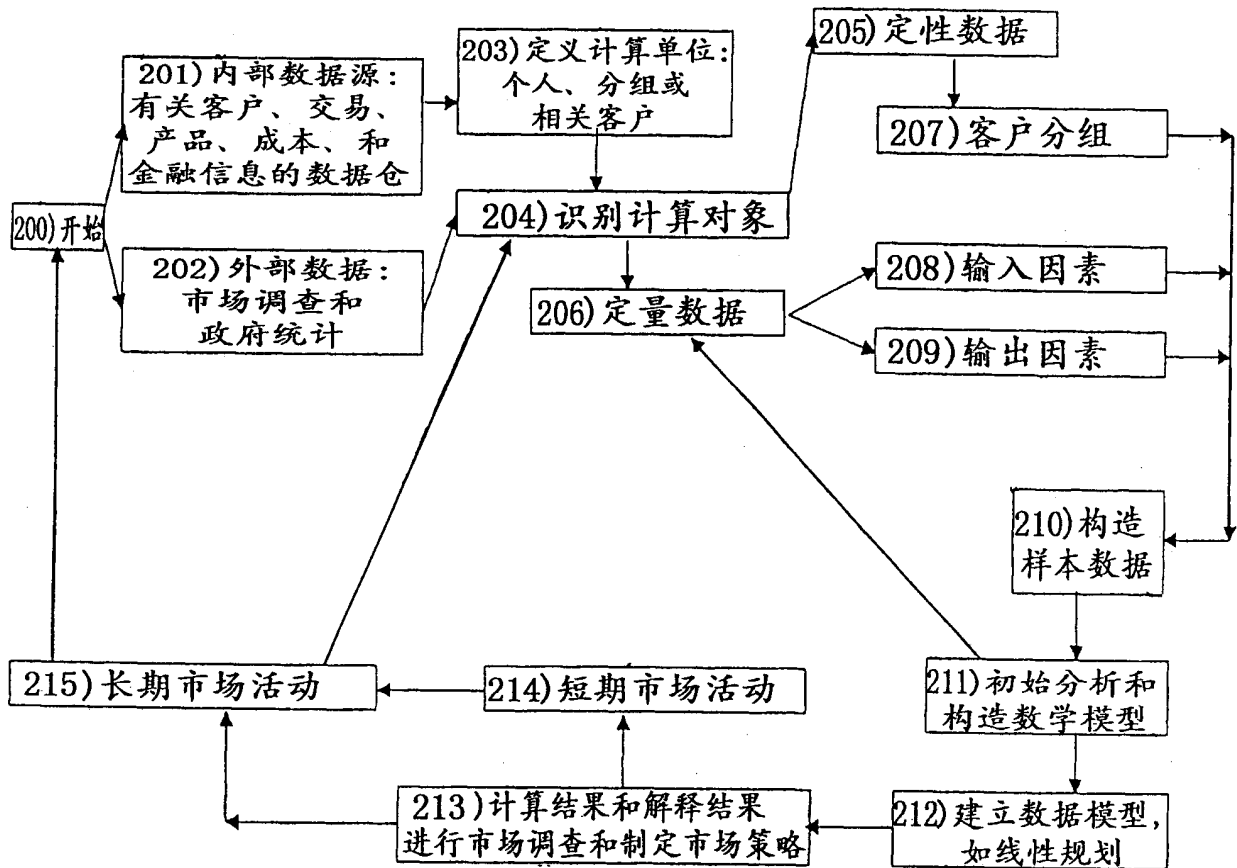 200)开始
201)内部数据源:
有关客户、交易、
产品、成本、和
金融信息的数据仓
202)外部数据:
市场调查和
政府统计
203)定义计算单位:
个人、分组或
相关客户
204)识别计算对象
205)定性数据
206)定量数据
207)客户分组
208)输入因素
209)输出因素
210)构造
样本数据
211)初始分析和
构造数学模型
212)建立数据模型,
如线性规划
213)计算结果和解释结果
进行市场调查和制定市场策略
214)短期市场活动
215)长期市场活动